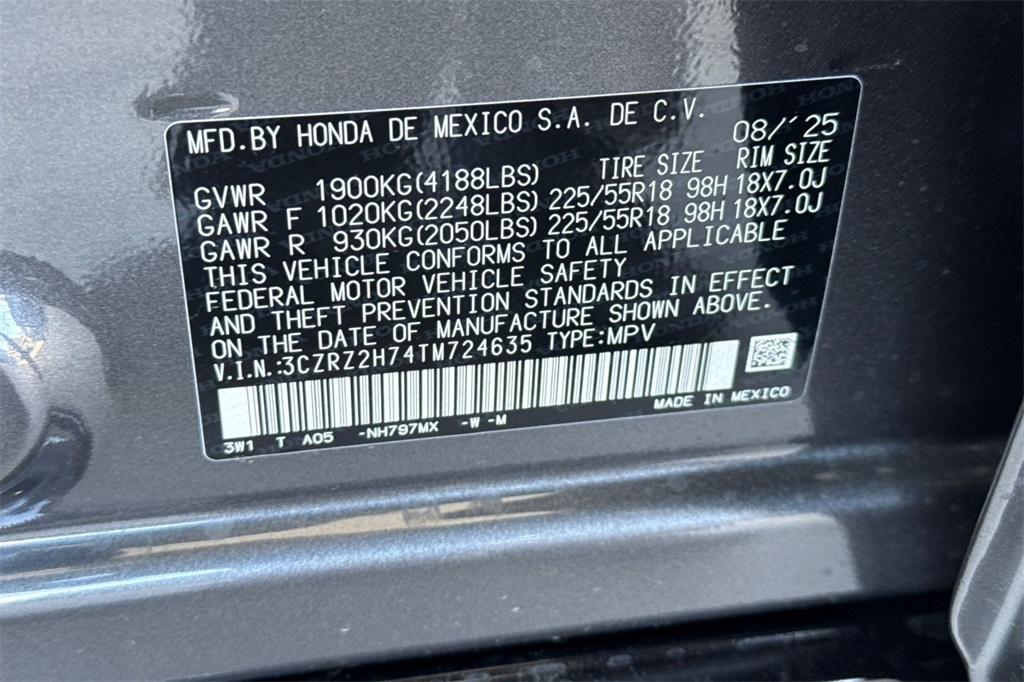 MFD.BY HONDA DE MEXICO S.A. DE C.V. 08/´25
TIRE SIZE RIM SIZE
GVWR 1900KG(4188LBS)
GAWR F 1020KG(2248LBS) 225/55R18 98H 18X7.0J
GAWR R 930KG(2050LBS) 225/55R18 98H 18X7.0J
THIS VEHICLE CONFORMS TO ALL APPLICABLE
FEDERAL MOTOR VEHICLE SAFETY
AND THEFT PREVENTION STANDARDS IN EFFECT
ON THE DATE OF MANUFACTURE SHOWN ABOVE.
V.I.N.:3CZRZ2H74TM724635 TYPE:MPV
MADE IN MEXICO
3W1 T A05 -NH797MX -W -M